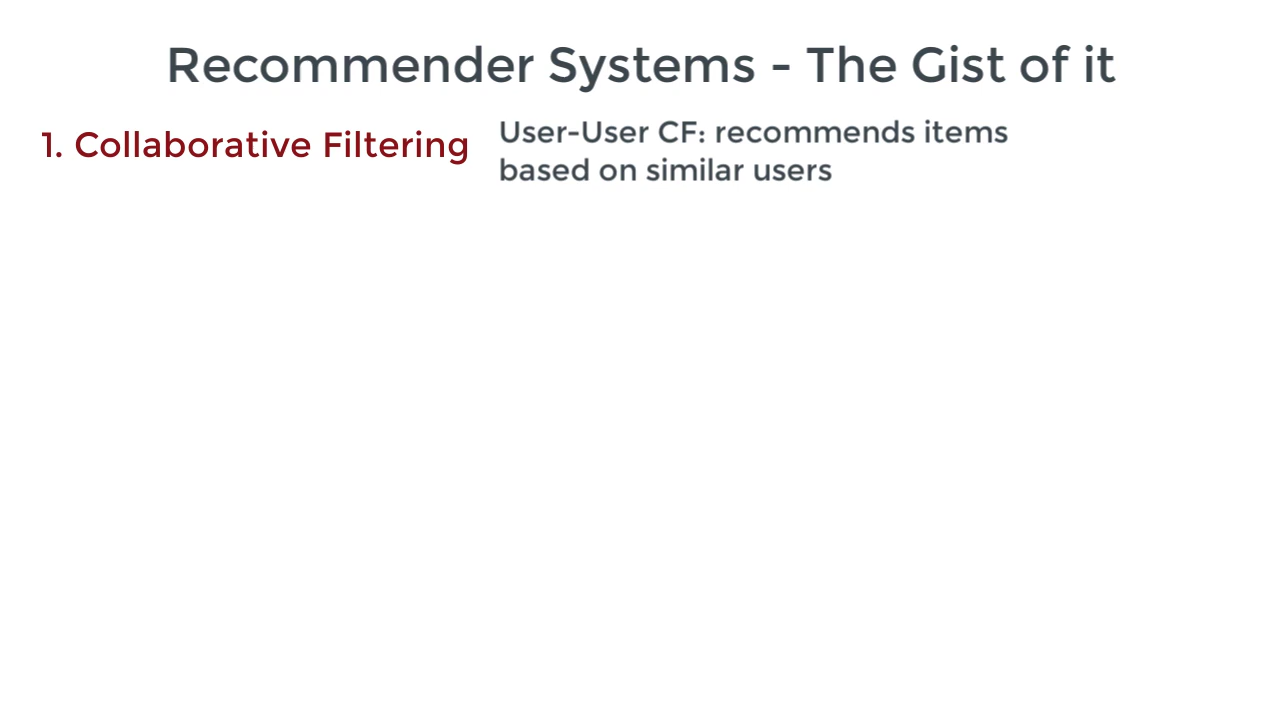 Recommender Systems - The Gist of it
1. Collaborative Filtering
User-User CF: recommends items
based on similar users